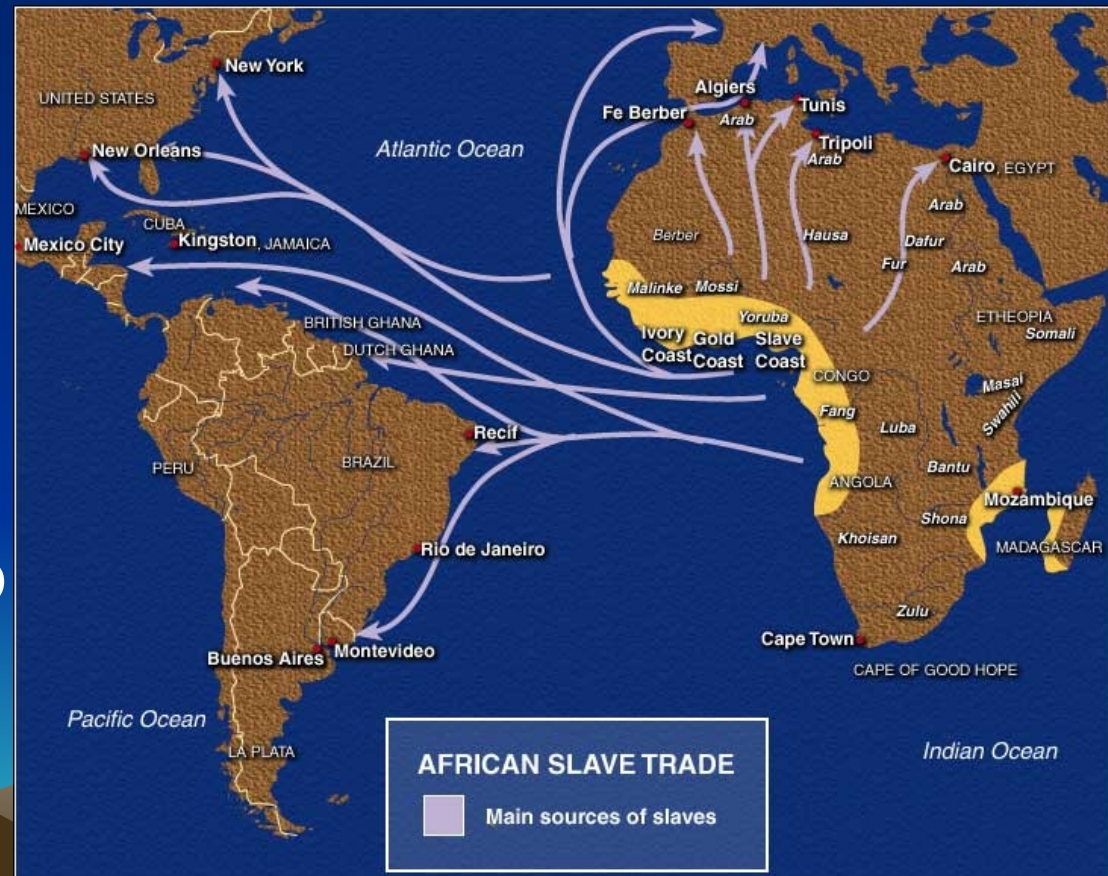 New York
UNITED STATES
New Orleans
Atlantic Ocean
MEXICO
Mexico City
CUBA
Kingston, JAMAICA
Algiers
Fe Berber
Arab
Tunis
Tripoli
Arab
Cairo, EGYPT
Arab
Berber
Hausa
Dafur
Fur
Arab
Malinke
Mossi
Yoruba
ETHEOPIA
Somali
BRITISH GHANA
DUTCH GHANA
Ivory
Coast
Gold
Coast
Slave
Coast
CONGO
Masai
Swahili
Fang
Luba
Recif
PERU
BRAZIL
Bantu
ANGOLA
Mozambique
Shona
Khoisan
MADAGASCAR
Rio de Janeiro
Zulu
Cape Town
CAPE OF GOOD HOPE
Buenos Aires
Montevideo
Pacific Ocean
LA PLATA
Indian Ocean
AFRICAN SLAVE TRADE
Main sources of slaves